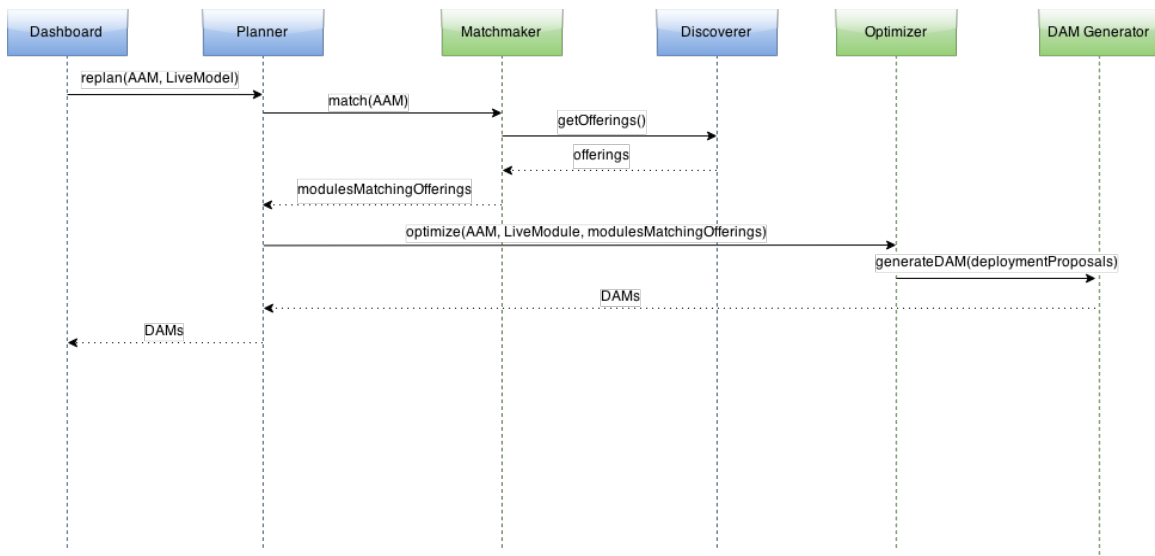 Dashboard
Planner
Matchmaker
Discoverer
Optimizer
DAM Generator
replan(AAM, LiveModel)
match(AAM)
getOfferings()
offerings
modulesMatchingOfferings
optimize(AAM, LiveModule, modulesMatchingOfferings)
generateDAM(deploymentProposals)
DAMs
DAMs